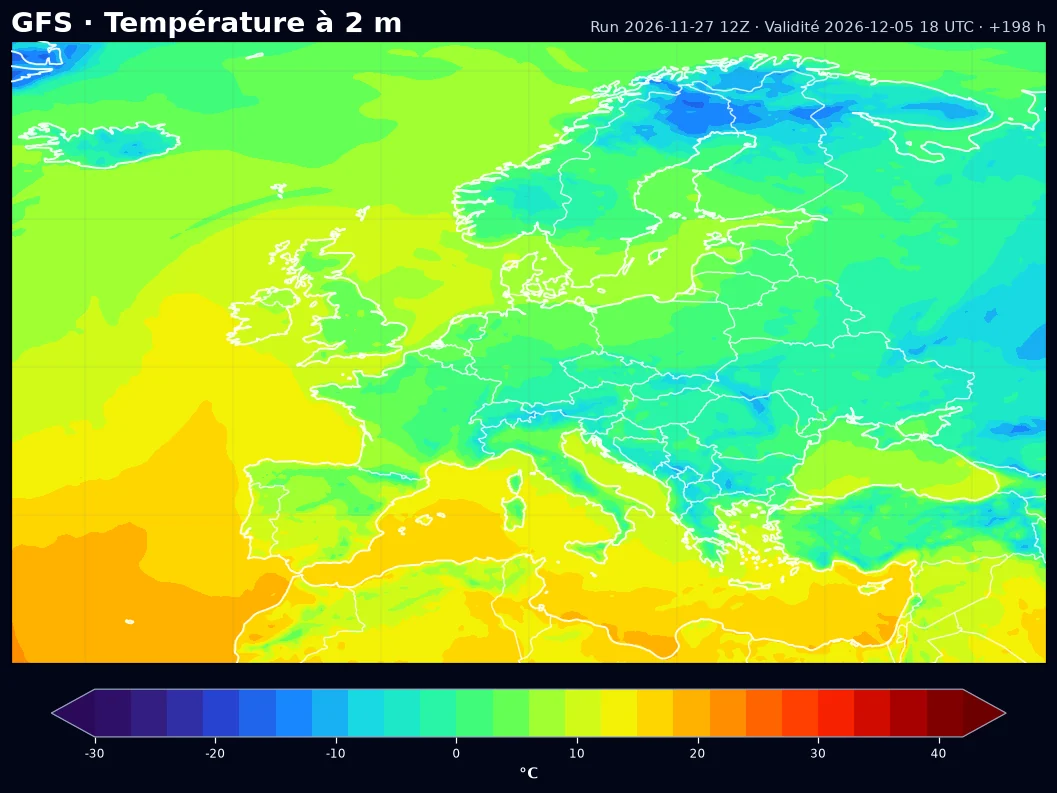 GFS · Température à 2 m
Run 2026-11-27 12Z · Validité 2026-12-05 18 UTC · +198 h
-30 -20 -10 0 10 20 30 40
°C